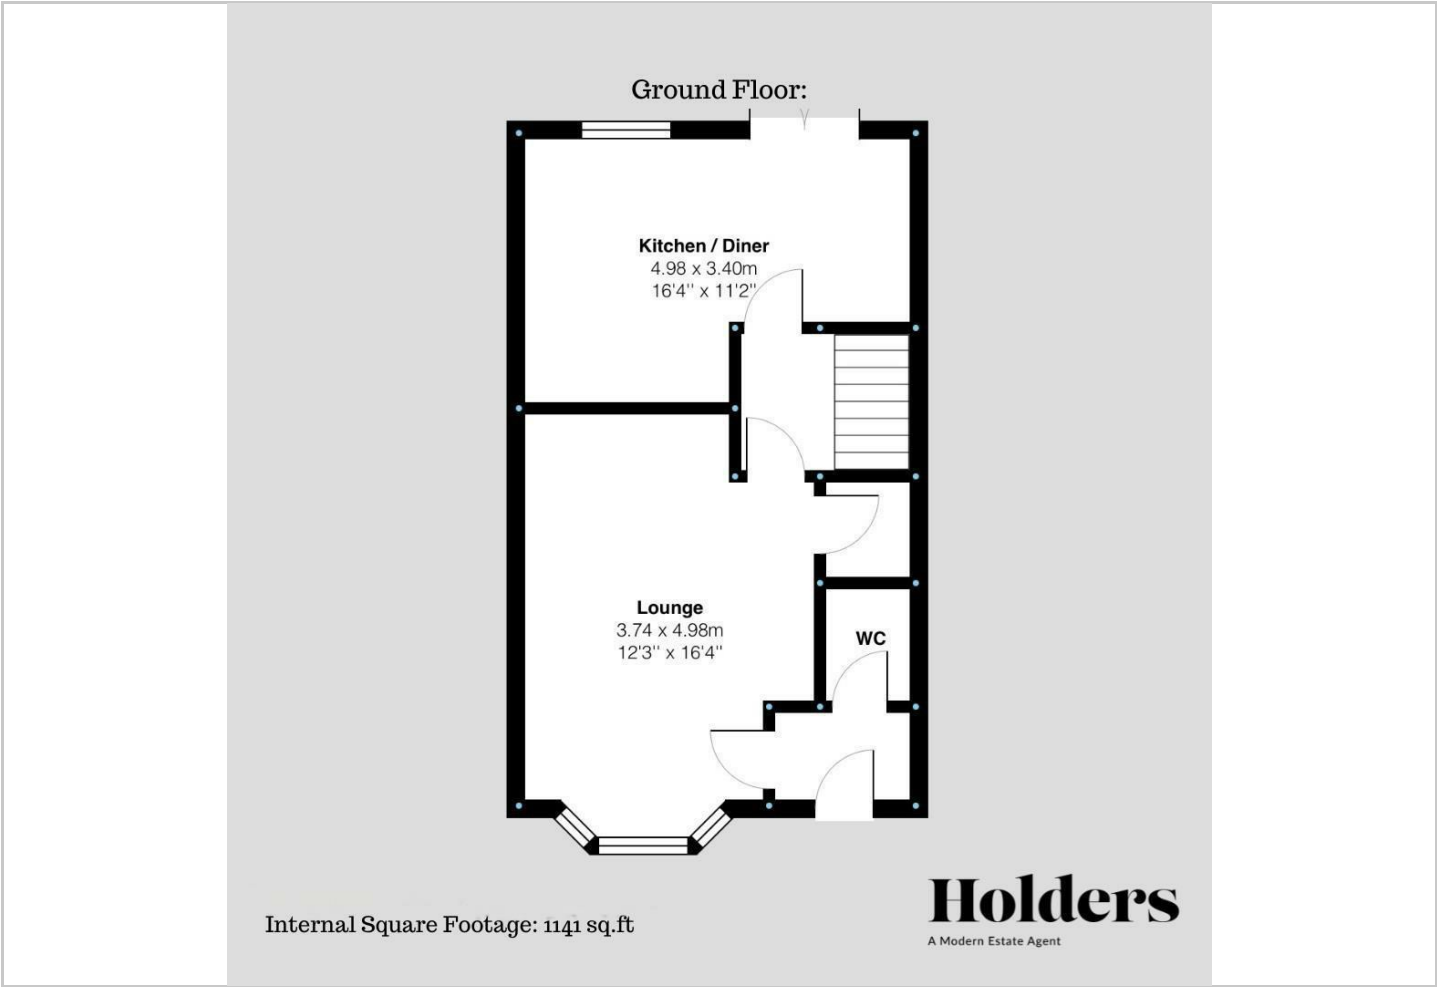 Ground Floor:
Kitchen / Diner
4.98 x 3.40m
16'4'' x 11'2''
Lounge
3.74 x 4.98m
12'3'' x 16'4''
WC
Internal Square Footage: 1141 sq.ft
Holders
A Modern Estate Agent